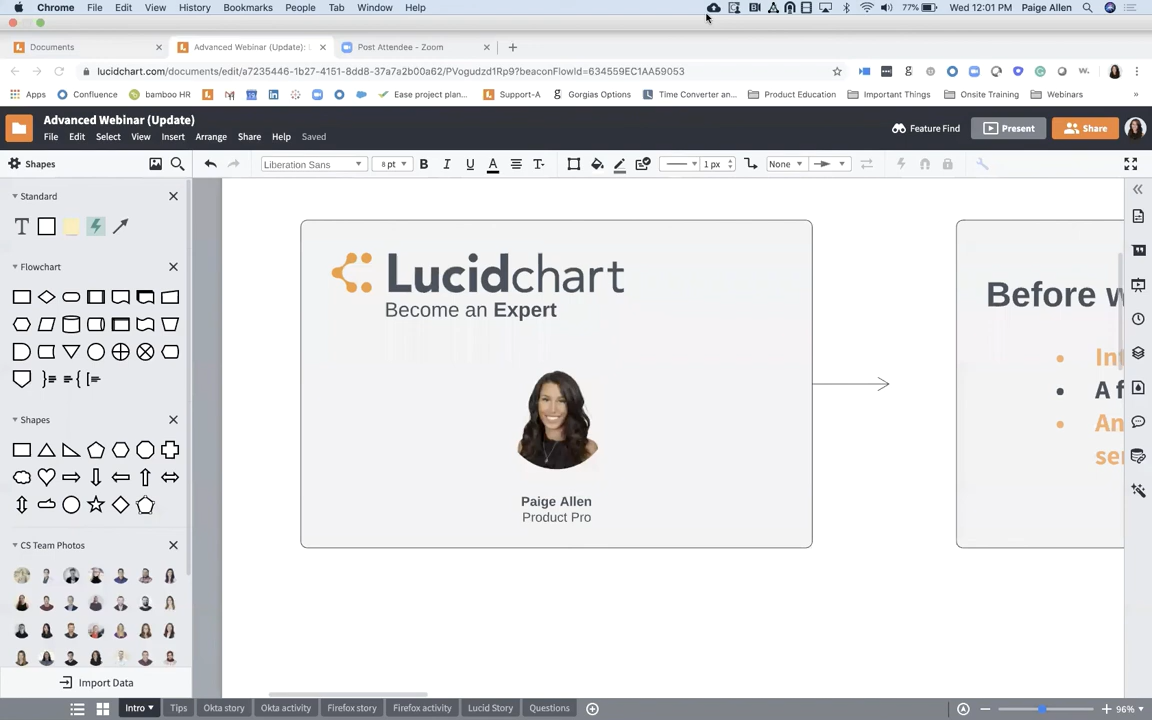 Chrome File Edit View History Bookmarks People Tab Window Help 77% Wed 12:01 PM Paige Allen
Documents Advanced Webinar (Update): Post Attendee - Zoom
lucidchart.com/documents/edit/a7235446-1b27-4151-8dd8-37a7a2b00a62/PVogudzd1Rp9?beaconFlowId=634559EC1AA59053
Apps Confluence bamboo HR Support-A Ease project plan... Gorgias Options Time Converter an... Product Education Important Things Onsite Training Webinars »
Advanced Webinar (Update)
File Edit Select View Insert Arrange Share Help Saved
Feature Find Present Share
Shapes
Liberation Sans 8 pt B I U A T 1 px None
Standard
T
Flowchart
Shapes
CS Team Photos
Import Data
Lucidchart
Become an Expert
Paige Allen
Product Pro
Before w
• In
• A f
• An
se
Intro Tips Okta story Okta activity Firefox story Firefox activity Lucid Story Questions 96%